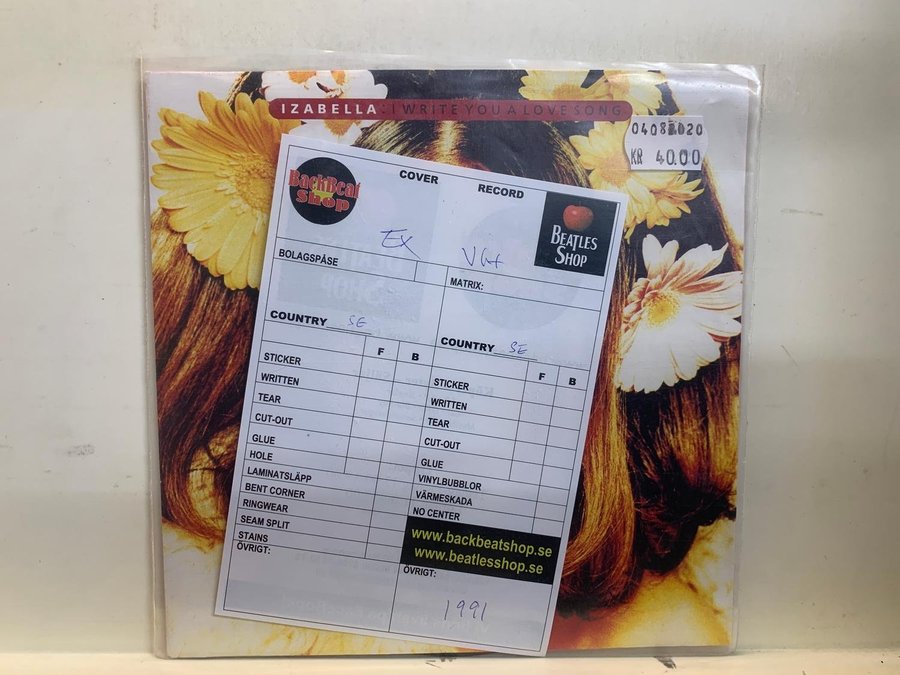 IZABELLA: I WRITE YOU A LOVE SONG
04082020
KR 40.00
BackBeat
Shop
COVER
RECORD
BEATLES
SHOP
EX
VG+
BOLAGSPÅSE
MATRIX:
COUNTRY SE
COUNTRY SE
F B
F B
STICKER
STICKER
WRITTEN
WRITTEN
TEAR
TEAR
CUT-OUT
CUT-OUT
GLUE
GLUE
HOLE
VINYLBUBBLOR
LAMINATSLÄPP
VÄRMESKADA
BENT CORNER
NO CENTER
RINGWEAR
SEAM SPLIT
STAINS
www.backbeatshop.se
www.beatlesshop.se
ÖVRIGT:
ÖVRIGT:
1991